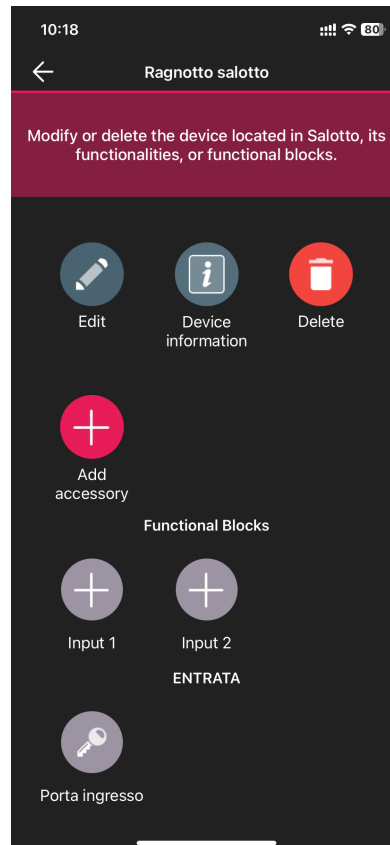 10:18
80
Ragnotto salotto
Modify or delete the device located in Salotto, its
functionalities, or functional blocks.
Edit
Device
information
Delete
Add
accessory
Functional Blocks
Input 1
Input 2
ENTRATA
Porta ingresso